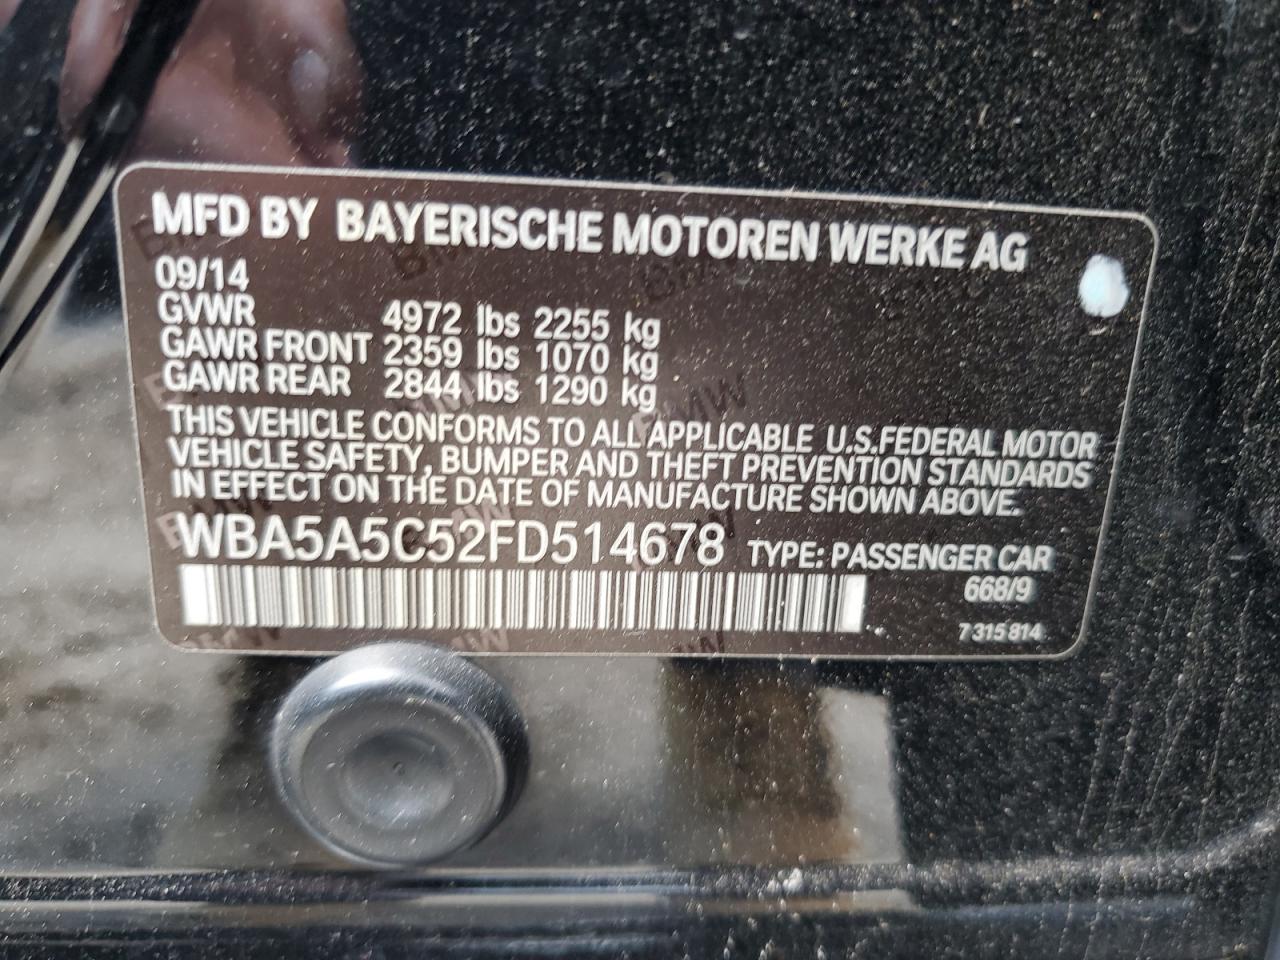 MFD BY BAYERISCHE MOTOREN WERKE AG
09/14
GVWR 4972 lbs 2255 kg
GAWR FRONT 2359 lbs 1070 kg
GAWR REAR 2844 lbs 1290 kg
THIS VEHICLE CONFORMS TO ALL APPLICABLE U.S.FEDERAL MOTOR
VEHICLE SAFETY, BUMPER AND THEFT PREVENTION STANDARDS
IN EFFECT ON THE DATE OF MANUFACTURE SHOWN ABOVE.
WBA5A5C52FD514678 TYPE: PASSENGER CAR
668/9
7 315 814